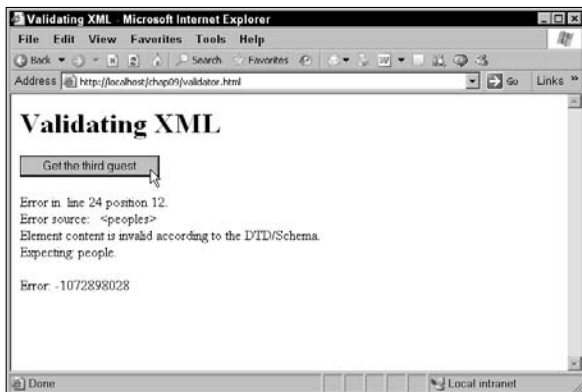 Validating XML - Microsoft Internet Explorer
File Edit View Favorites Tools Help
Back Search Favorites
Address http://localhost/chap09/validator.html Go Links »
Validating XML
Get the third guest
Error in line 24 position 12.
Error source: <peoples>
Element content is invalid according to the DTD/Schema.
Expecting: people.
Error: -1072898028
Done Local intranet